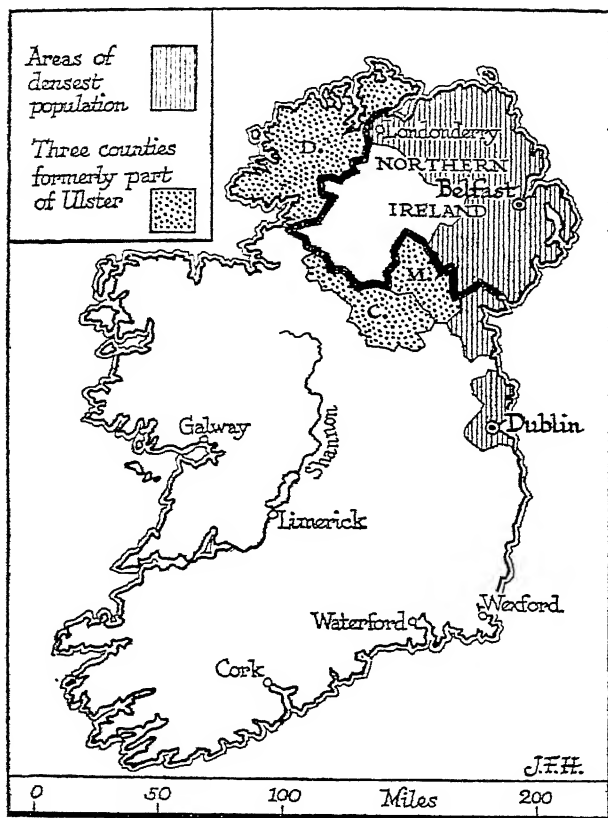 Areas of
densest
population
Three counties
formerly part
of Ulster
D.
Londonderry
NORTHERN
Belfast
IRELAND
M.
C.
Dublin
Galway
Shannon
Limerick
Wexford
Waterford
Cork
J.F.H.
0 50 100 Miles 200